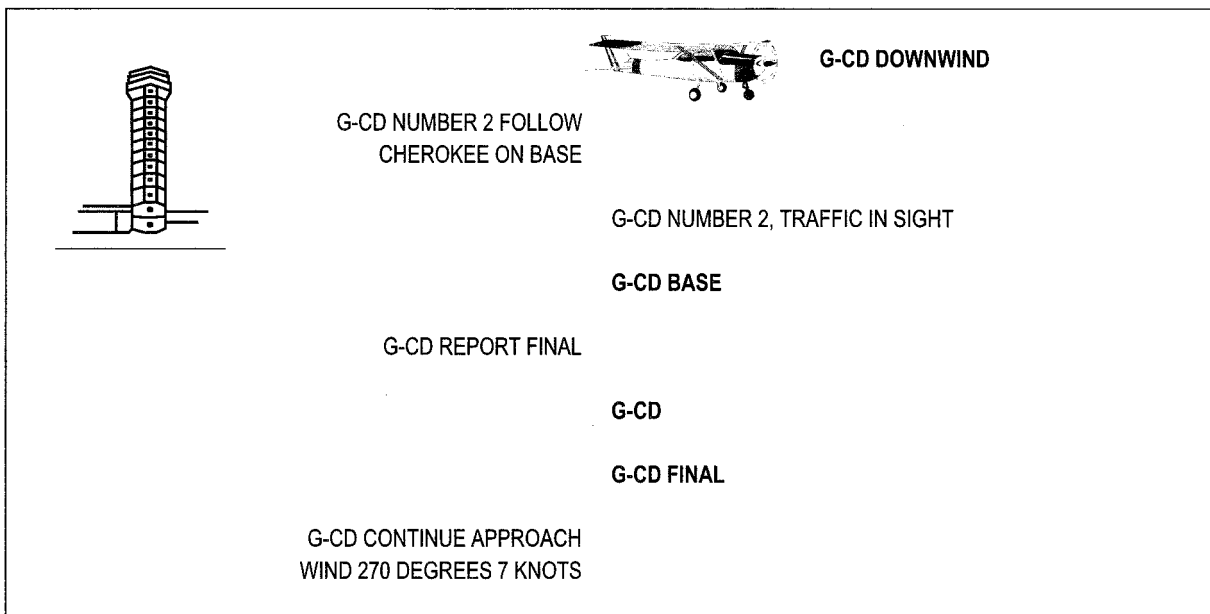 G-CD DOWNWIND
G-CD NUMBER 2 FOLLOW
CHEROKEE ON BASE
G-CD NUMBER 2, TRAFFIC IN SIGHT
G-CD BASE
G-CD REPORT FINAL
G-CD
G-CD FINAL
G-CD CONTINUE APPROACH
WIND 270 DEGREES 7 KNOTS